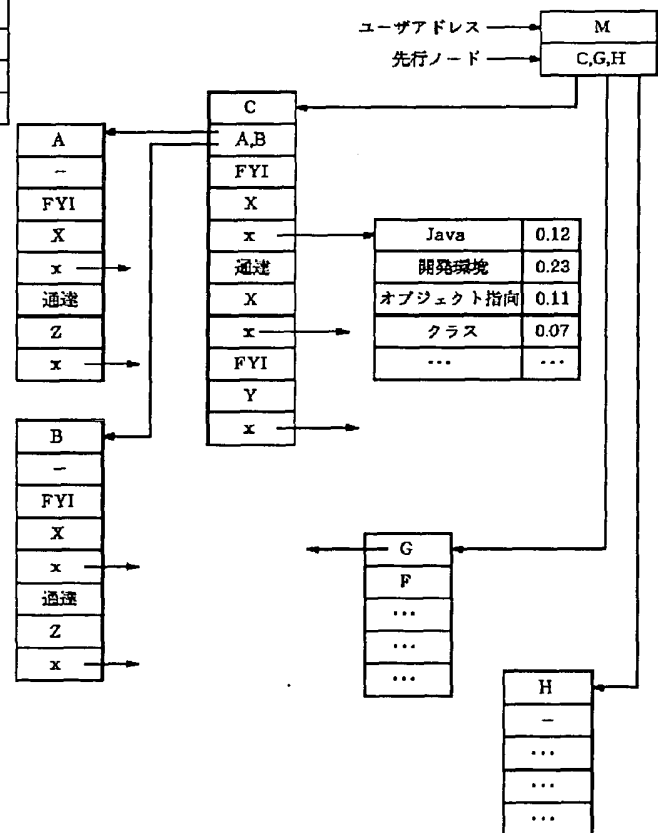 ユーザアドレス
M
先行ノード
C,G,H
C
A,B
FYI
X
x
通達
X
x
FYI
Y
x
A
−
FYI
X
x
通達
Z
x
Java 0.12
開発環境 0.23
オブジェクト指向 0.11
クラス 0.07
… …
B
−
FYI
X
x
通達
Z
x
G
F
…
…
…
H
−
…
…
…